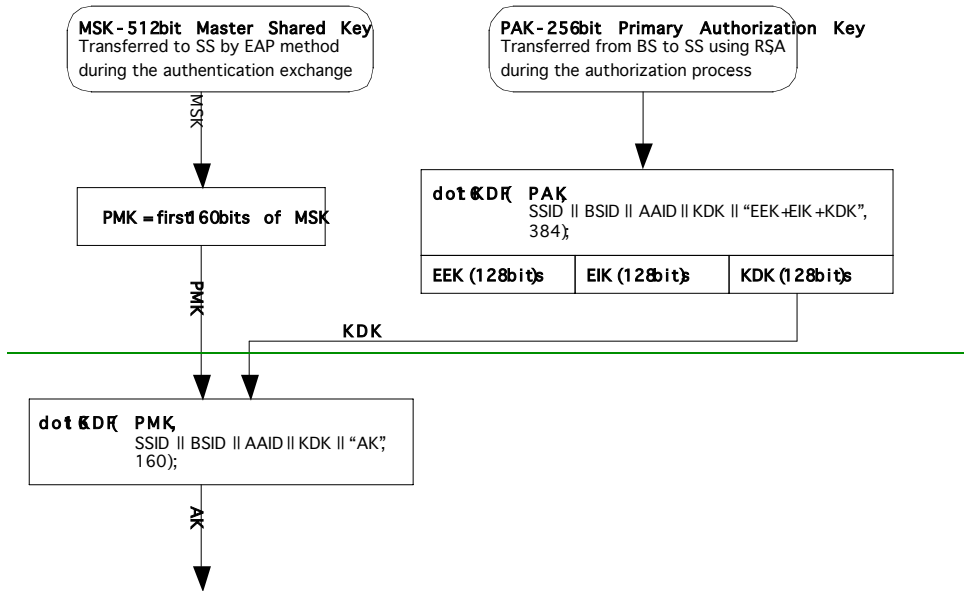 MSK-512bit Master Shared Key
Transferred to SS by EAP method
during the authentication exchange
PAK-256bit Primary Authorization Key
Transferred from BS to SS using RSA
during the authorization process
MSK
PMK = first 160bits of MSK
dot16KDF( PAK,
SSID || BSID || AAID || KDK || “EEK+EIK+KDK”,
384);
EEK (128bits)
EIK (128bits)
KDK (128bits)
PMK
KDK
dot16KDF( PMK,
SSID || BSID || AAID || KDK || “AK”,
160);
AK